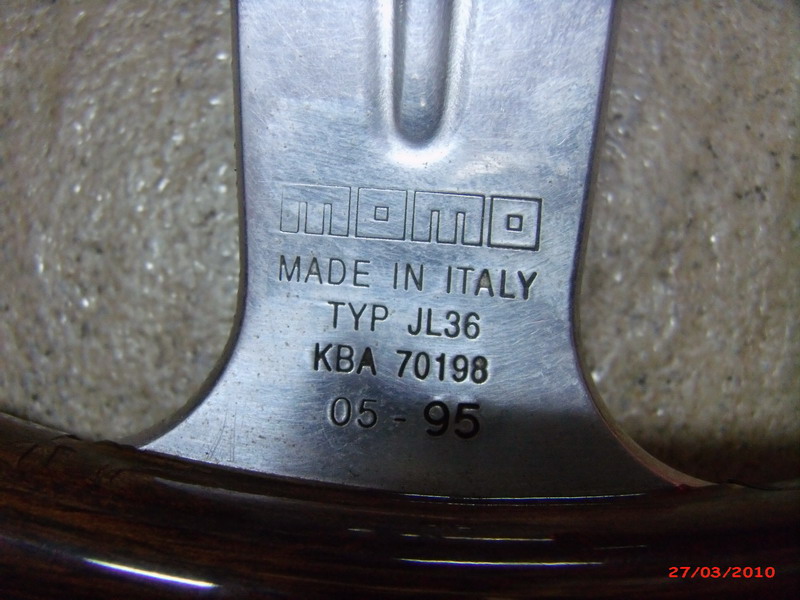 momo
MADE IN ITALY
TYP JL36
KBA 70198
05 - 95
27/03/2010